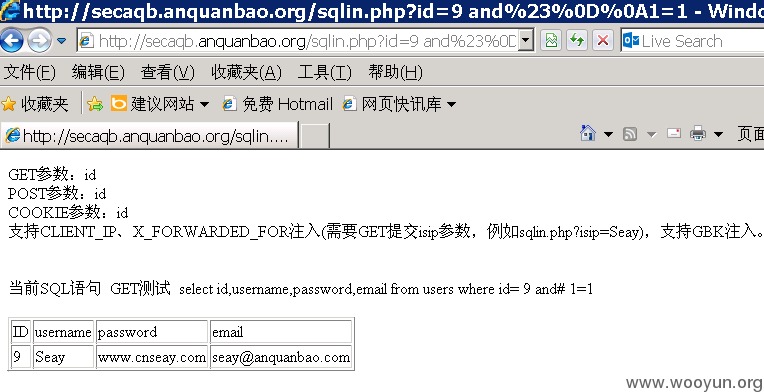 http://secaqb.anquanbao.org/sqlin.php?id=9 and%23%0D%0A1=1 - Windo
http://secaqb.anquanbao.org/sqlin.php?id=9 and%23%0D Live Search
文件(F) 编辑(E) 查看(V) 收藏夹(A) 工具(T) 帮助(H)
收藏夹 建议网站 免费 Hotmail 网页快讯库
http://secaqb.anquanbao.org/sqlin.... 页面
GET参数：id
POST参数：id
COOKIE参数：id
支持CLIENT_IP、X_FORWARDED_FOR注入(需要GET提交isip参数，例如sqlin.php?isip=Seay)，支持GBK注入。
当前SQL语句 GET测试 select id,username,password,email from users where id= 9 and# 1=1
ID username password email
9 Seay www.cnseay.com seay@anquanbao.com
www.wooyun.org